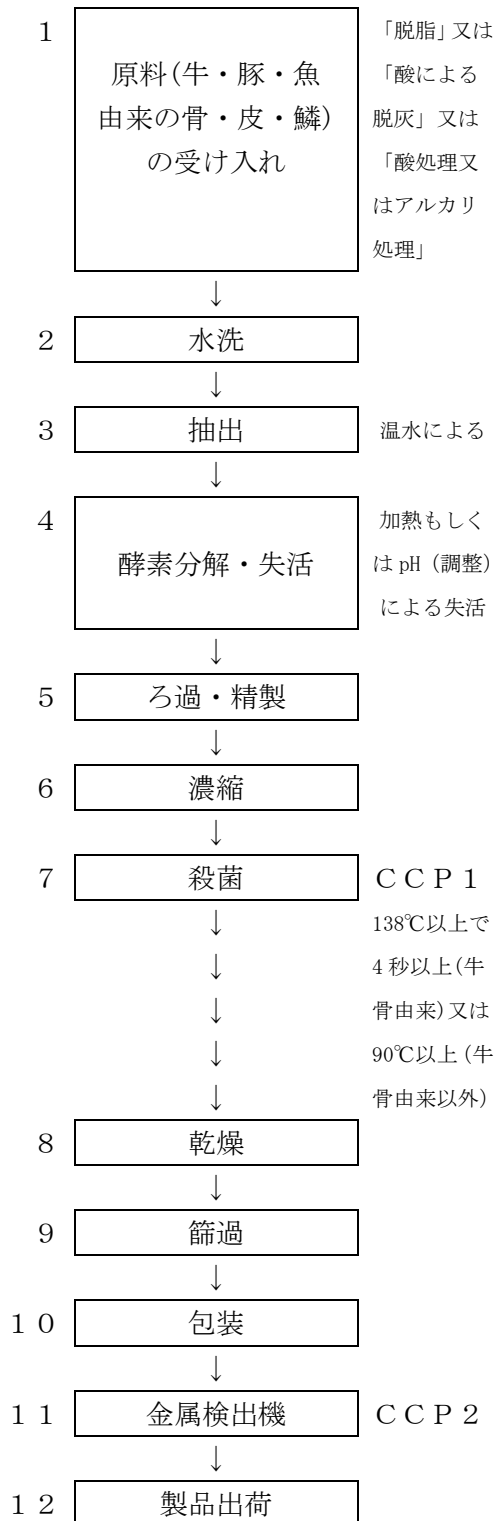 1
原料(牛・豚・魚
由来の骨・皮・鱗)
の受け入れ
「脱脂」又は
「酸による
脱灰」又は
「酸処理又
はアルカリ
処理」
↓
2 水洗
↓
3 抽出 温水による
↓
4
酵素分解・失活
加熱もしく
は pH（調整）
による失活
↓
5 ろ過・精製
↓
6 濃縮
↓
7 殺菌 ＣＣＰ１
↓ 138℃以上で
↓ 4 秒以上(牛
↓ 骨由来)又は
↓ 90℃以上(牛
↓ 骨由来以外)
8 乾燥
↓
9 篩過
↓
１０ 包装
↓
１１ 金属検出機 ＣＣＰ２
↓
１２ 製品出荷